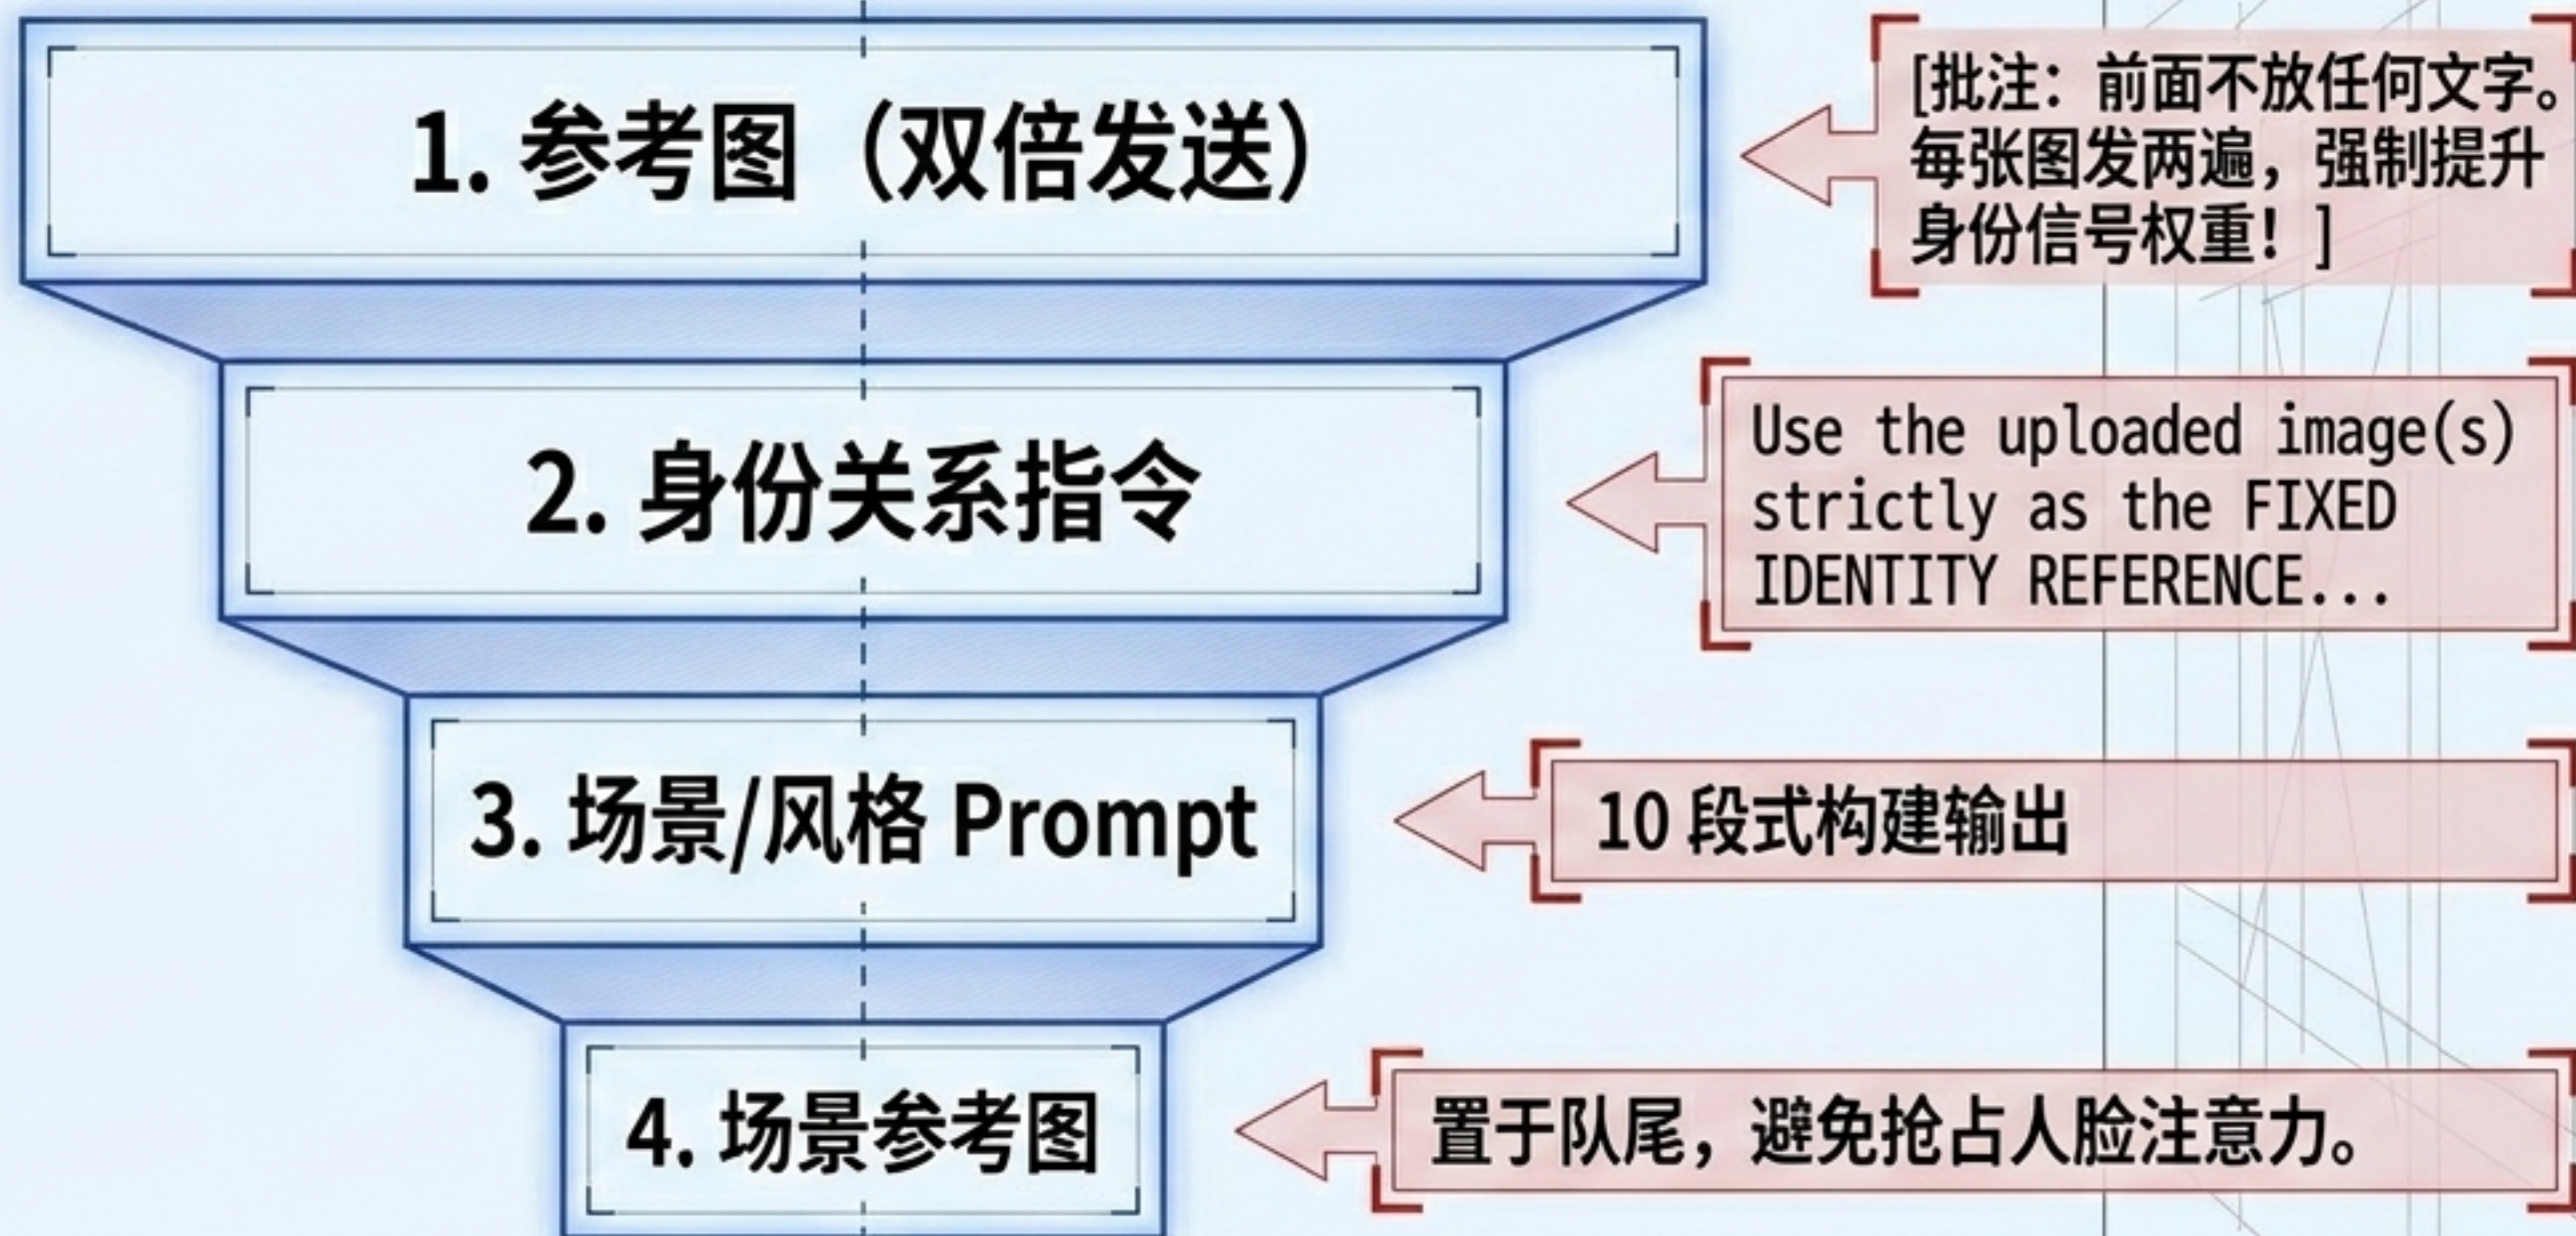 1. 参考图（双倍发送）
[批注：前面不放任何文字。
每张图发两遍，强制提升
身份信号权重！]
2. 身份关系指令
Use the uploaded image(s)
strictly as the FIXED
IDENTITY REFERENCE...
3. 场景/风格 Prompt
10 段式构建输出
4. 场景参考图
置于队尾，避免抢占人脸注意力。